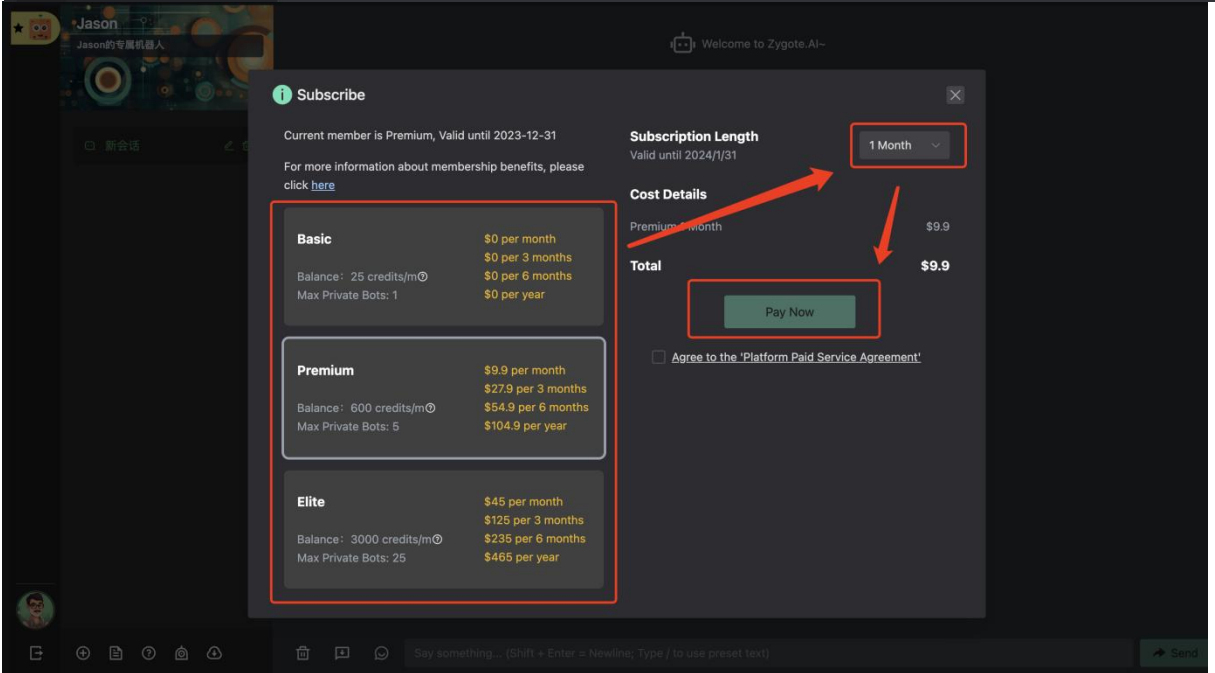 Jason
Jason的专属机器人
Welcome to Zygote.AI~
新会话
Subscribe
Current member is Premium, Valid until 2023-12-31
For more information about membership benefits, please
click here
Basic
Balance：25 credits/m
Max Private Bots: 1
$0 per month
$0 per 3 months
$0 per 6 months
$0 per year
Premium
Balance：600 credits/m
Max Private Bots: 5
$9.9 per month
$27.9 per 3 months
$54.9 per 6 months
$104.9 per year
Elite
Balance：3000 credits/m
Max Private Bots: 25
$45 per month
$125 per 3 months
$235 per 6 months
$465 per year
Subscription Length
Valid until 2024/1/31
1 Month
Cost Details
Premium Month
$9.9
Total
$9.9
Pay Now
Agree to the 'Platform Paid Service Agreement'
Say something... (Shift + Enter = Newline; Type / to use preset text)
Send